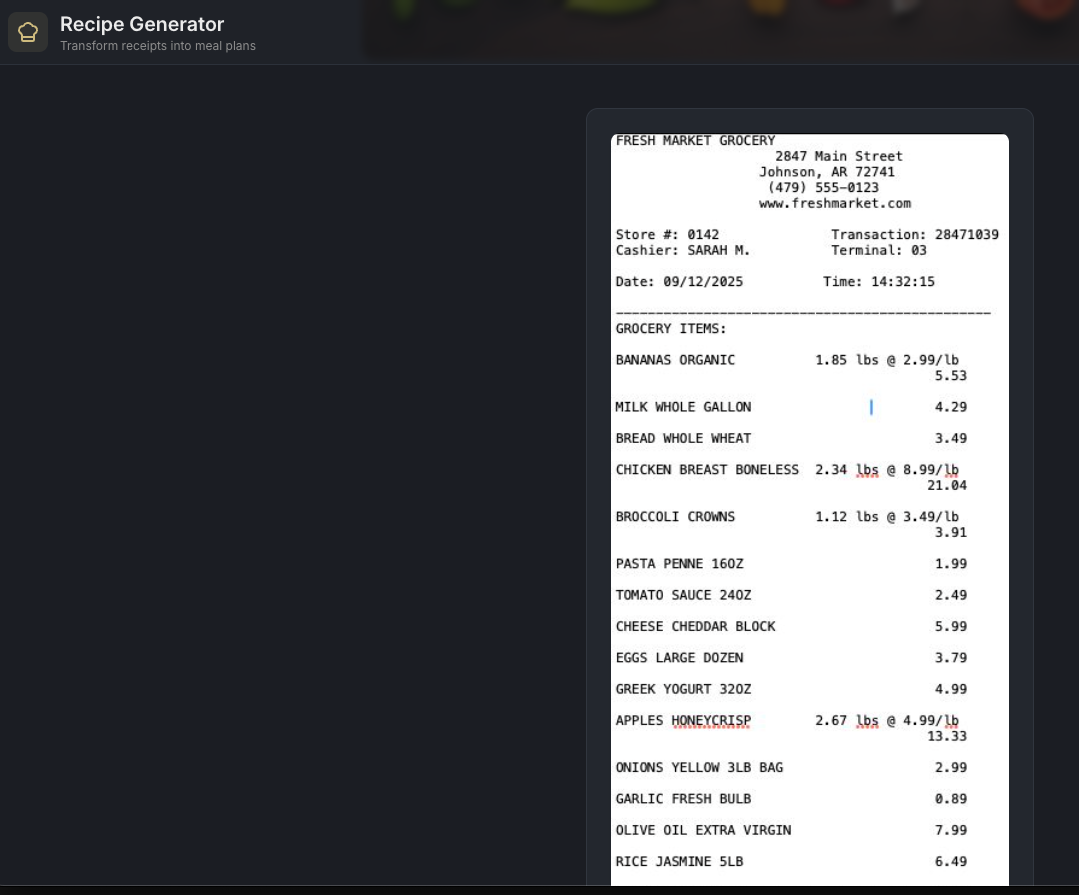 Recipe Generator
Transform receipts into meal plans
FRESH MARKET GROCERY
2847 Main Street
Johnson, AR 72741
(479) 555-0123
www.freshmarket.com
Store #: 0142 Transaction: 28471039
Cashier: SARAH M. Terminal: 03
Date: 09/12/2025 Time: 14:32:15
GROCERY ITEMS:
BANANAS ORGANIC 1.85 lbs @ 2.99/lb
5.53
MILK WHOLE GALLON 4.29
BREAD WHOLE WHEAT 3.49
CHICKEN BREAST BONELESS 2.34 lbs @ 8.99/lb
21.04
BROCCOLI CROWNS 1.12 lbs @ 3.49/lb
3.91
PASTA PENNE 16OZ 1.99
TOMATO SAUCE 24OZ 2.49
CHEESE CHEDDAR BLOCK 5.99
EGGS LARGE DOZEN 3.79
GREEK YOGURT 32OZ 4.99
APPLES HONEYCRISP 2.67 lbs @ 4.99/lb
13.33
ONIONS YELLOW 3LB BAG 2.99
GARLIC FRESH BULB 0.89
OLIVE OIL EXTRA VIRGIN 7.99
RICE JASMINE 5LB 6.49